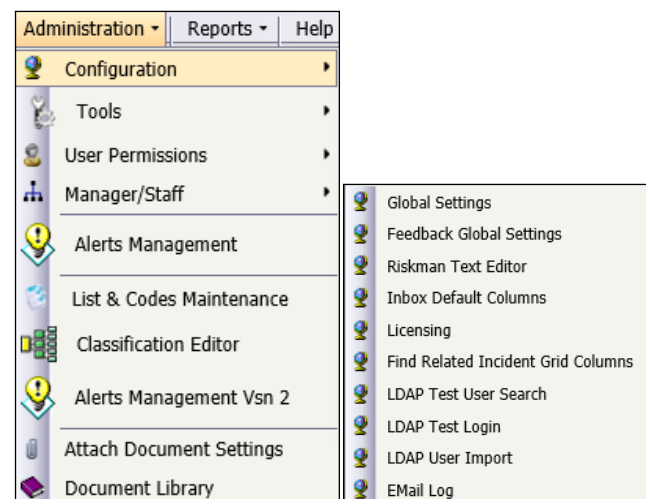 Administration Reports Help
Configuration
Tools
User Permissions
Manager/Staff
Alerts Management
List & Codes Maintenance
Classification Editor
Alerts Management Vsn 2
Attach Document Settings
Document Library
Global Settings
Feedback Global Settings
Riskman Text Editor
Inbox Default Columns
Licensing
Find Related Incident Grid Columns
LDAP Test User Search
LDAP Test Login
LDAP User Import
EMail Log